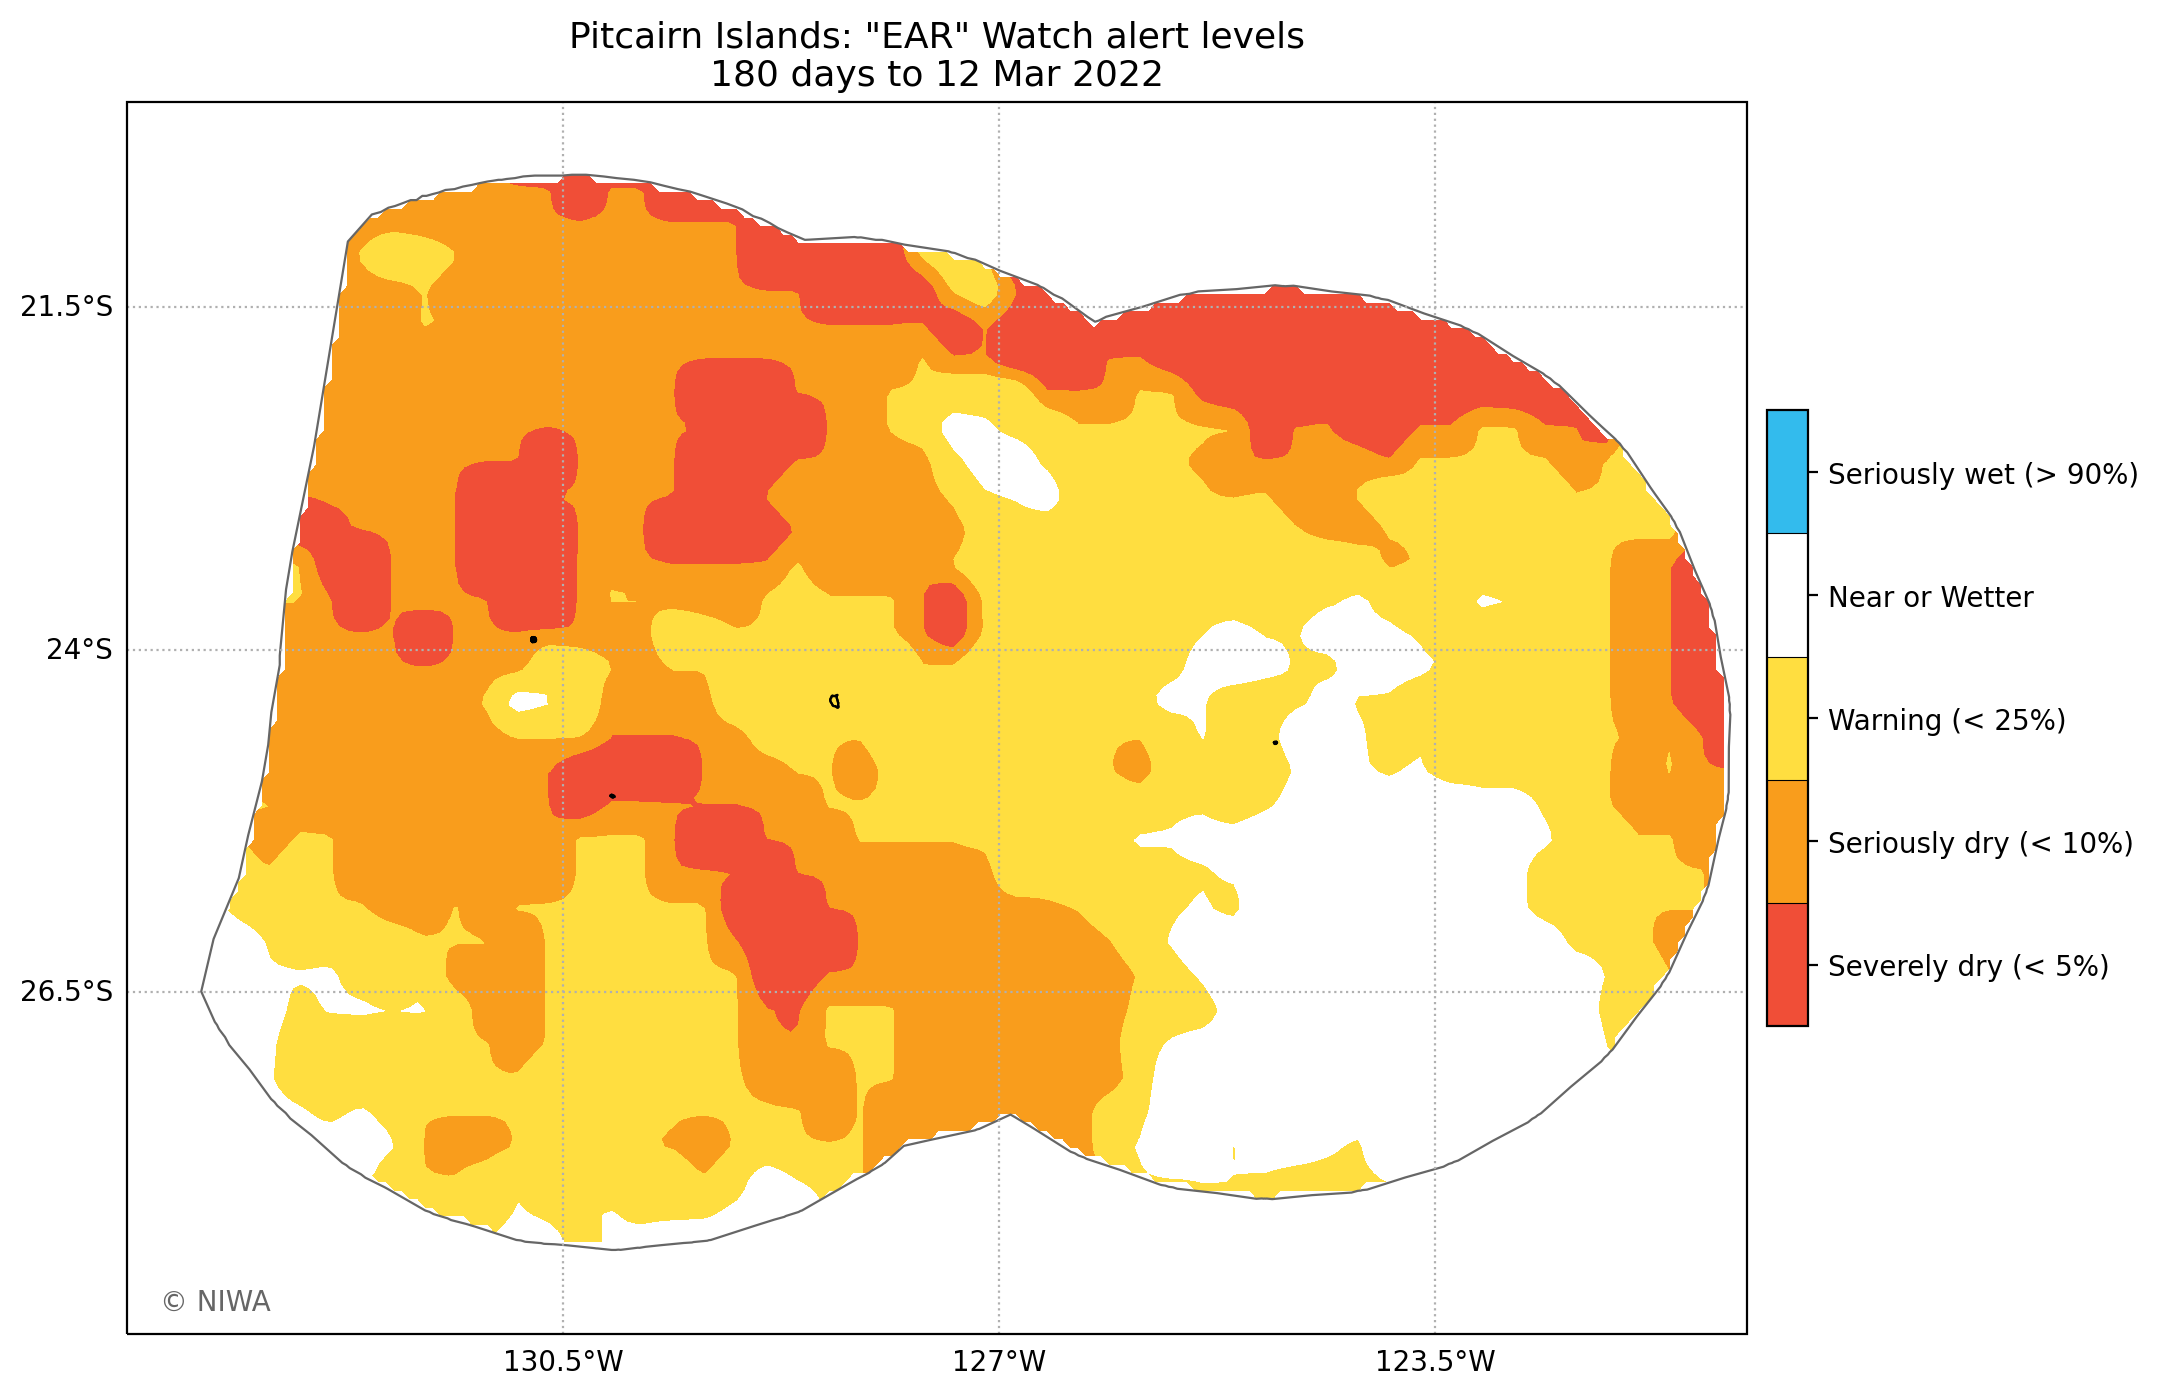 Pitcairn Islands: "EAR" Watch alert levels
180 days to 12 Mar 2022
21.5°S
24°S
26.5°S
130.5°W
127°W
123.5°W
Seriously wet (> 90%)
Near or Wetter
Warning (< 25%)
Seriously dry (< 10%)
Severely dry (< 5%)
© NIWA